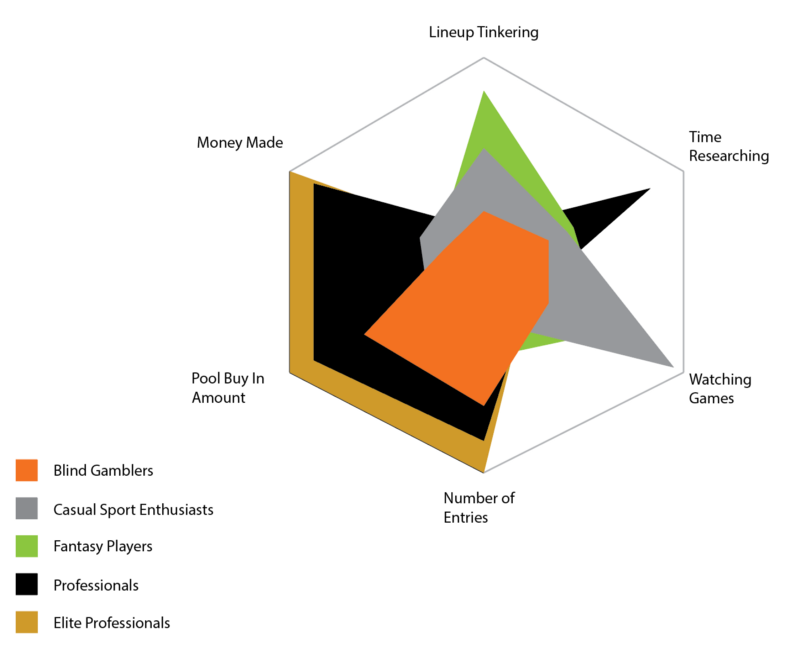 Lineup Tinkering
Time
Researching
Money Made
Pool Buy In
Amount
Watching
Games
Number of
Entries
Blind Gamblers
Casual Sport Enthusiasts
Fantasy Players
Professionals
Elite Professionals